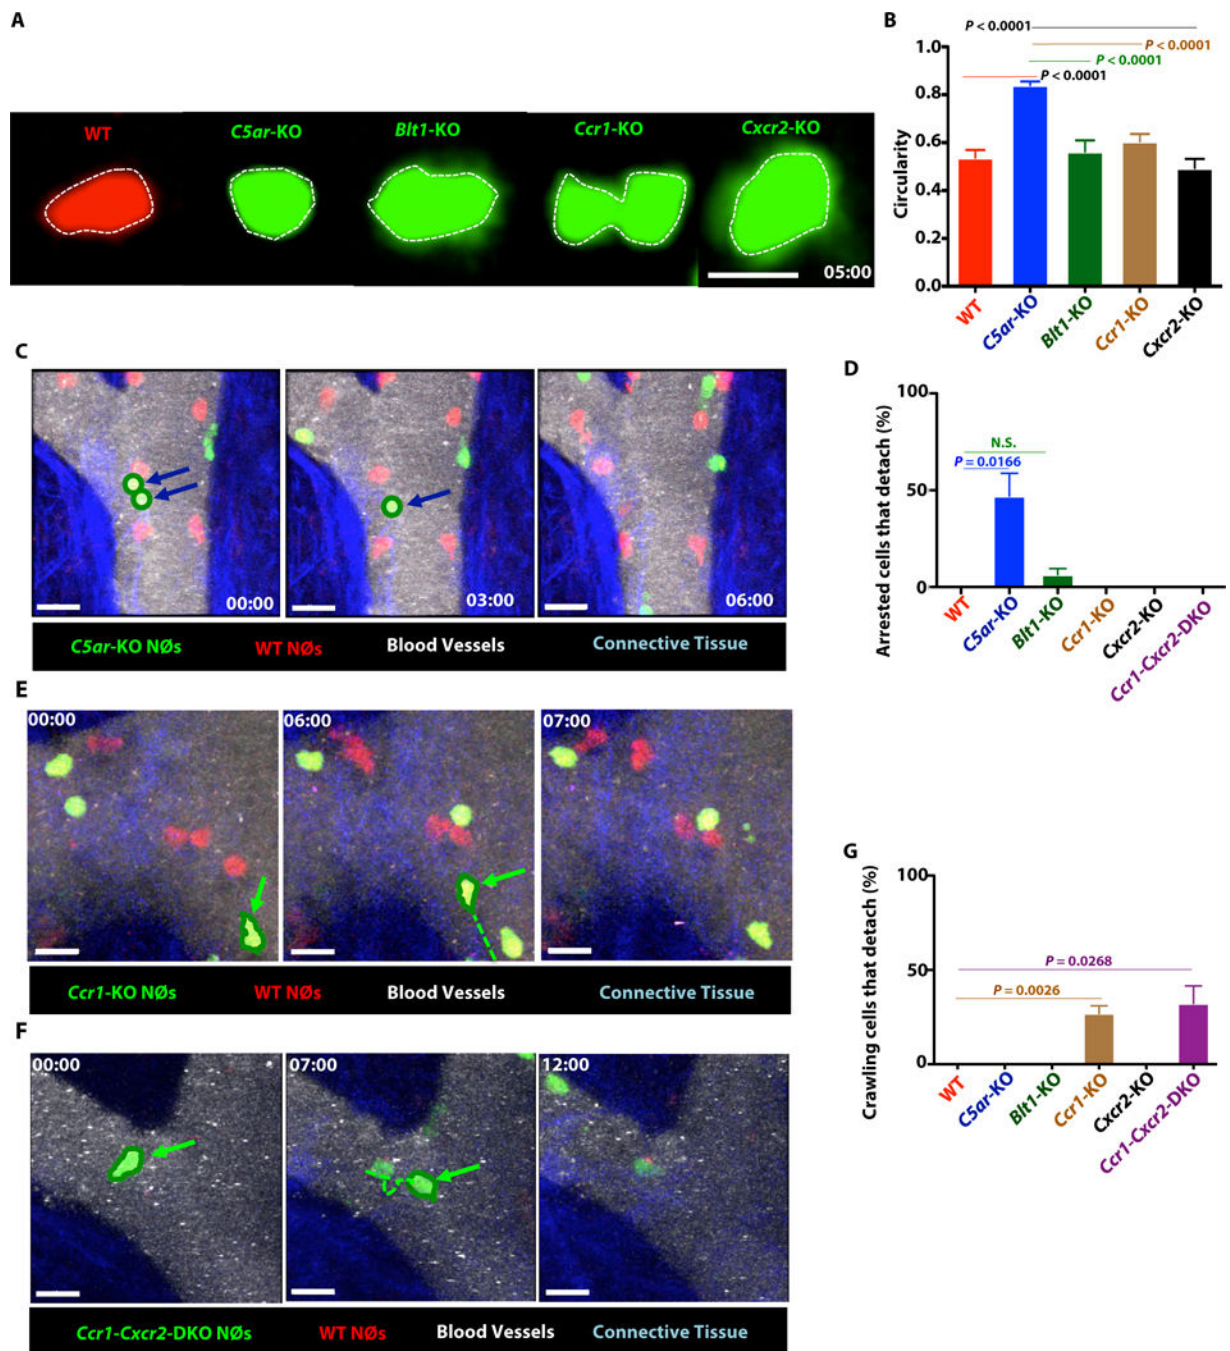 A
WT
C5ar-KO
Blt1-KO
Ccr1-KO
Cxcr2-KO
05:00
B
P < 0.0001
P < 0.0001
P < 0.0001
P < 0.0001
Circularity
1.0
0.8
0.6
0.4
0.2
0.0
WT
C5ar-KO
Blt1-KO
Ccr1-KO
Cxcr2-KO
C
00:00
03:00
06:00
C5ar-KO NØs WT NØs Blood Vessels Connective Tissue
D
Arrested cells that detach (%)
100
50
0
N.S.
P = 0.0166
WT
C5ar-KO
Blt1-KO
Ccr1-KO
Cxcr2-KO
Ccr1-Cxcr2-DKO
E
00:00
06:00
07:00
Ccr1-KO NØs WT NØs Blood Vessels Connective Tissue
F
00:00
07:00
12:00
Ccr1-Cxcr2-DKO NØs WT NØs Blood Vessels Connective Tissue
G
Crawling cells that detach (%)
100
50
0
P = 0.0268
P = 0.0026
WT
C5ar-KO
Blt1-KO
Ccr1-KO
Cxcr2-KO
Ccr1-Cxcr2-DKO